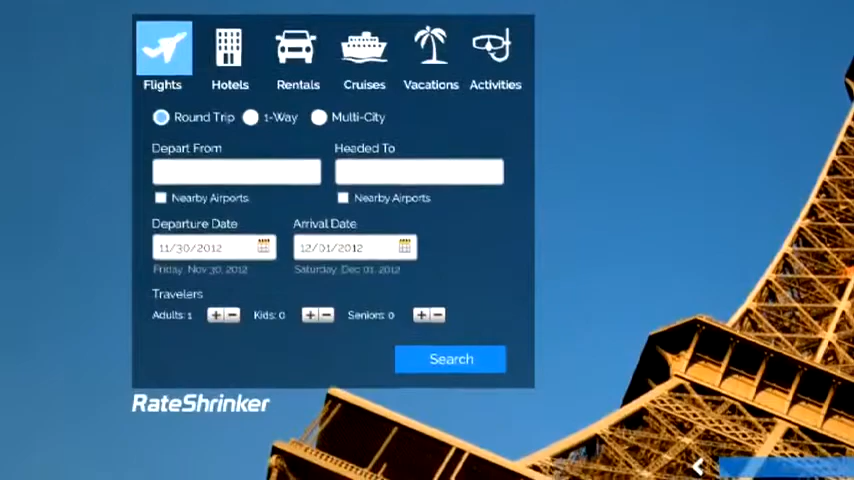 Flights Hotels Rentals Cruises Vacations Activities
Round Trip 1-Way Multi-City
Depart From Headed To
Nearby Airports Nearby Airports
Departure Date Arrival Date
11/30/2012 12/01/2012
Friday, Nov 30, 2012 Saturday, Dec 01, 2012
Travelers
Adults: 1 + − Kids: 0 + − Seniors: 0 + −
Search
RateShrinker